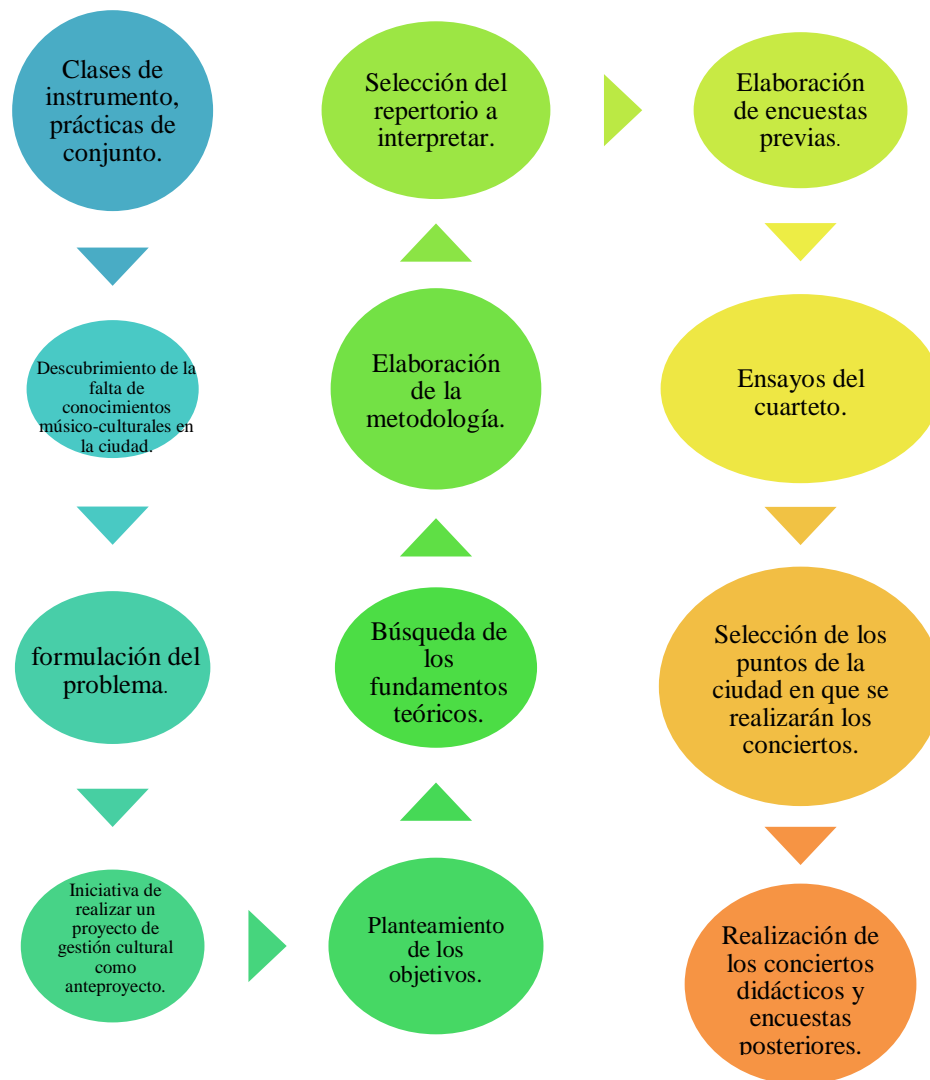 Clases de
instrumento,
prácticas de
conjunto.
Descubrimiento de la
falta de
conocimientos
músico-culturales en
la ciudad.
formulación del
problema.
Iniciativa de
realizar un
proyecto de
gestión cultural
como
anteproyecto.
Planteamiento
de los
objetivos.
Búsqueda de
los
fundamentos
teóricos.
Elaboración
de la
metodología.
Selección del
repertorio a
interpretar.
Elaboración
de encuestas
previas.
Ensayos del
cuarteto.
Selección de los
puntos de la
ciudad en que se
realizarán los
conciertos.
Realización de
los conciertos
didácticos y
encuestas
posteriores.